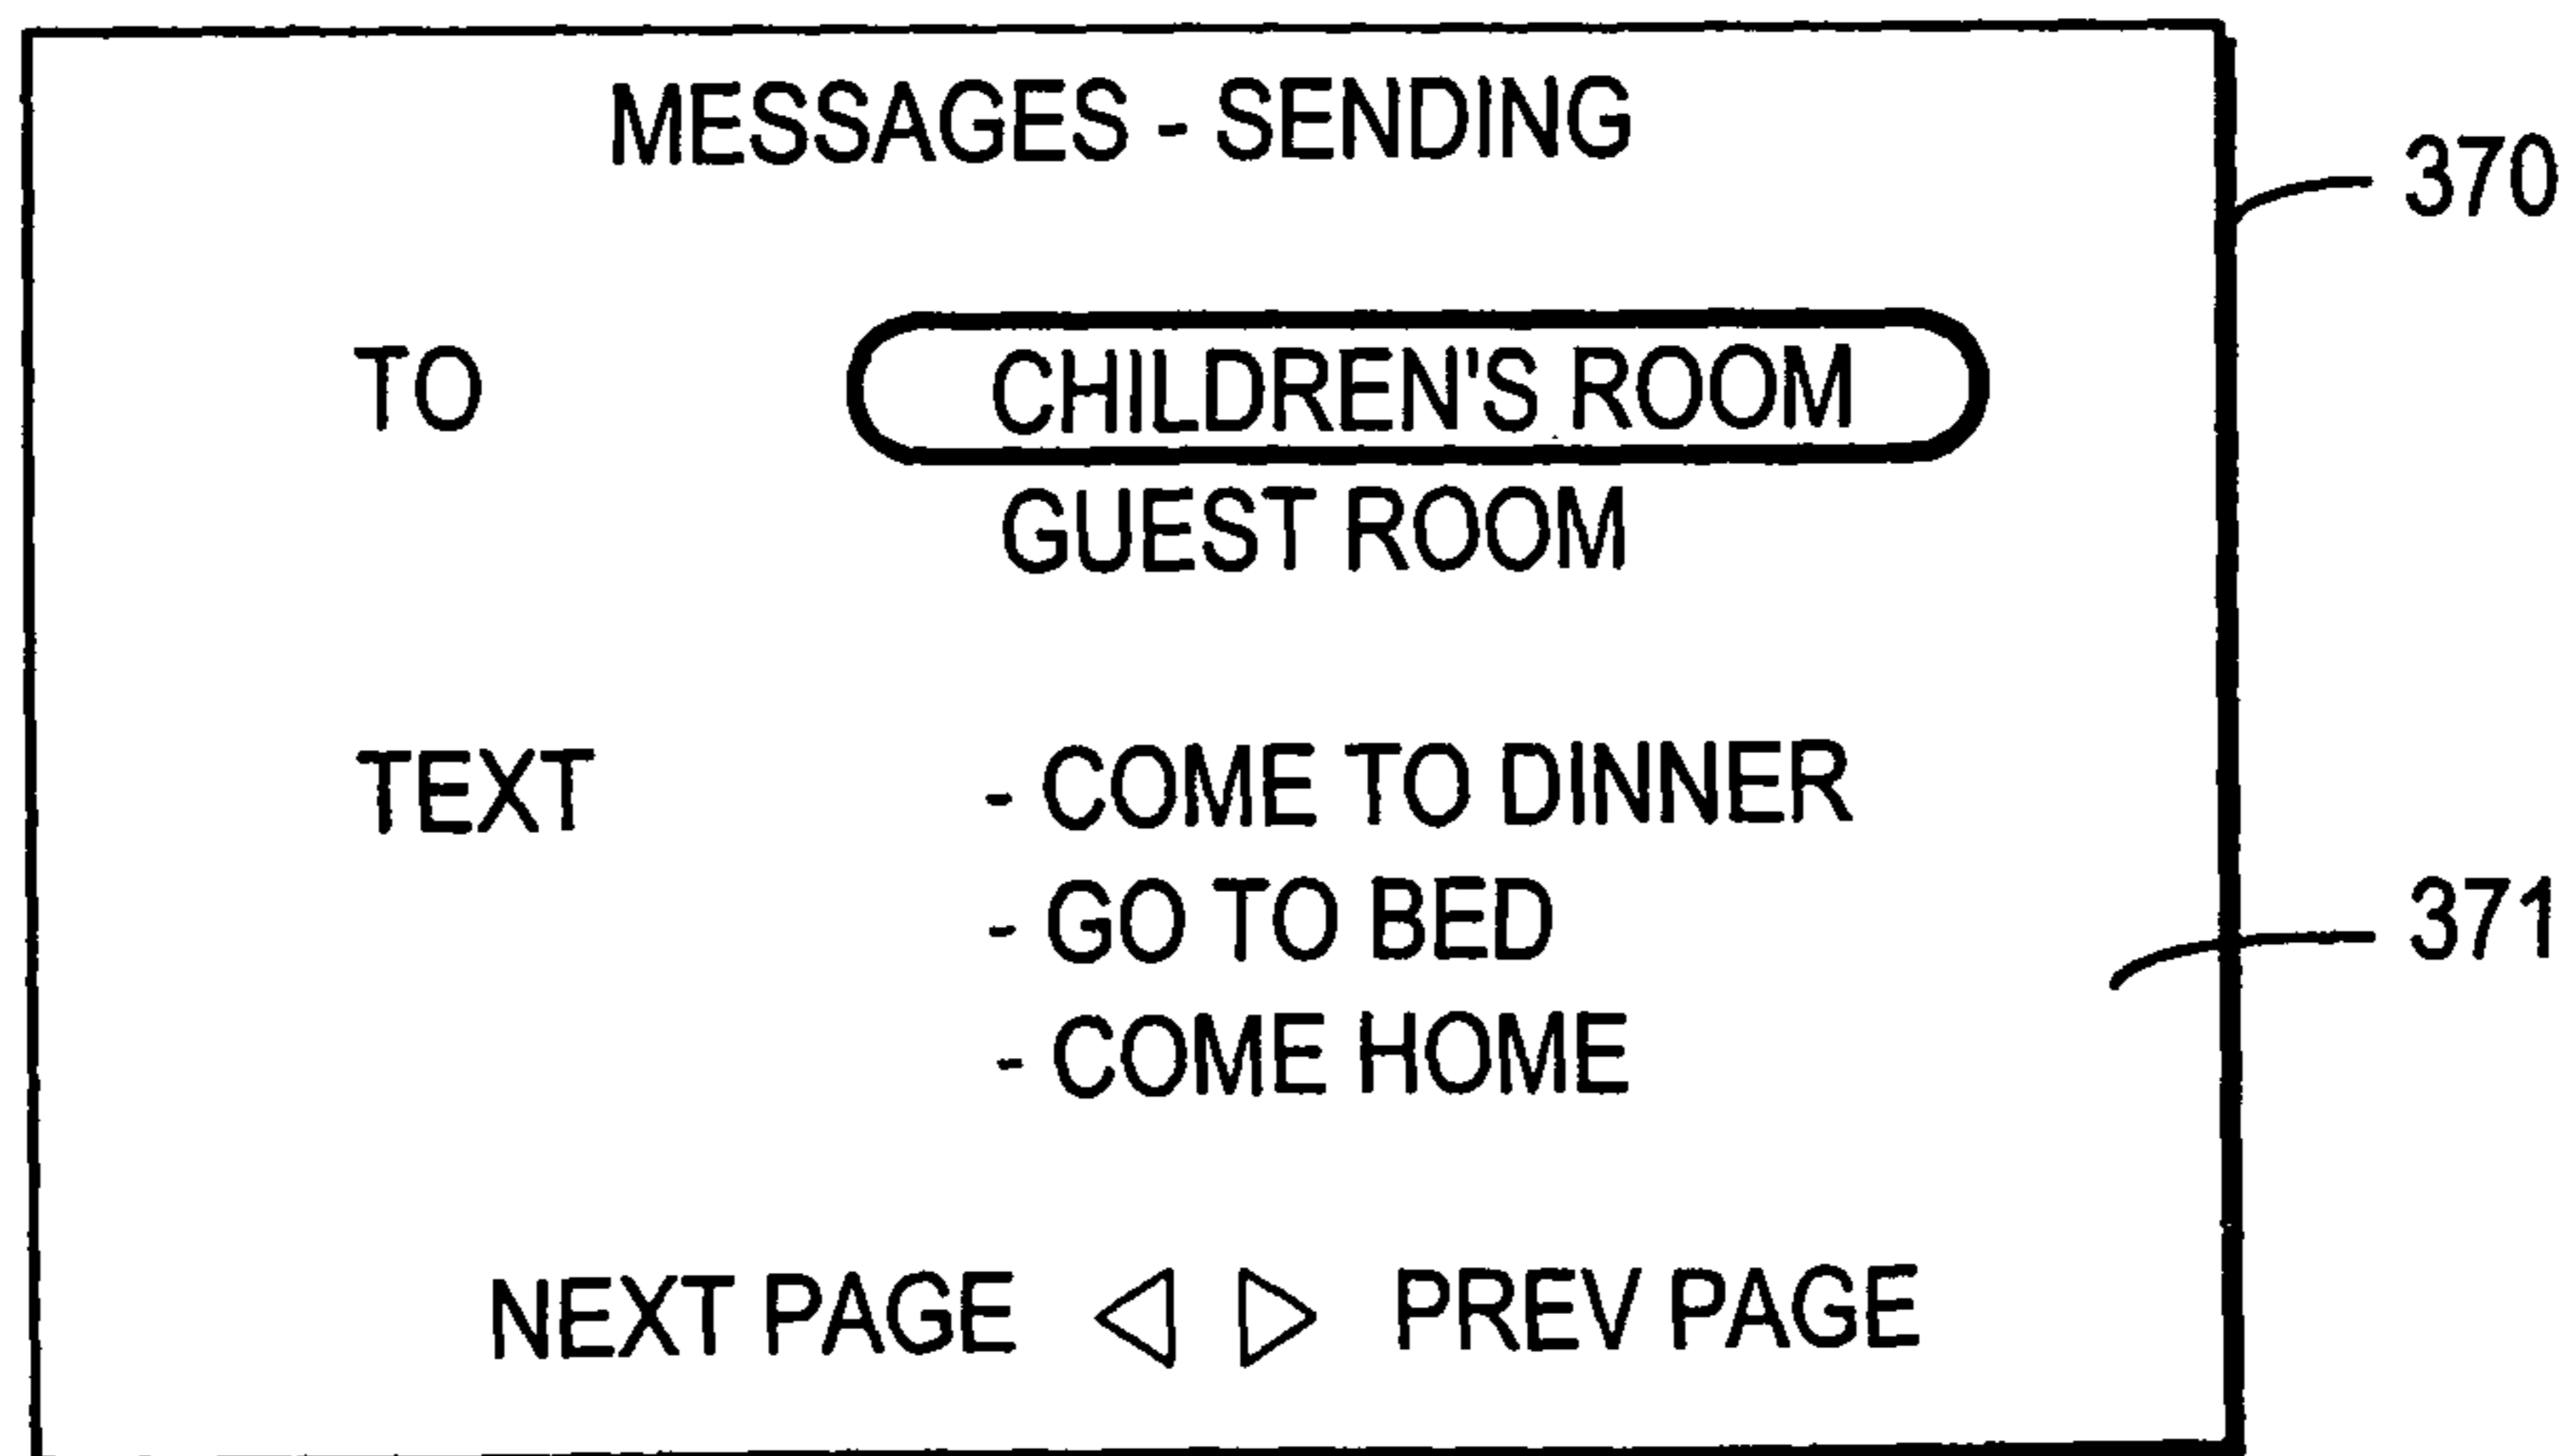 MESSAGES - SENDING
370
TO CHILDREN'S ROOM
GUEST ROOM
TEXT - COME TO DINNER
- GO TO BED
371
- COME HOME
NEXT PAGE ◁ ▷ PREV PAGE